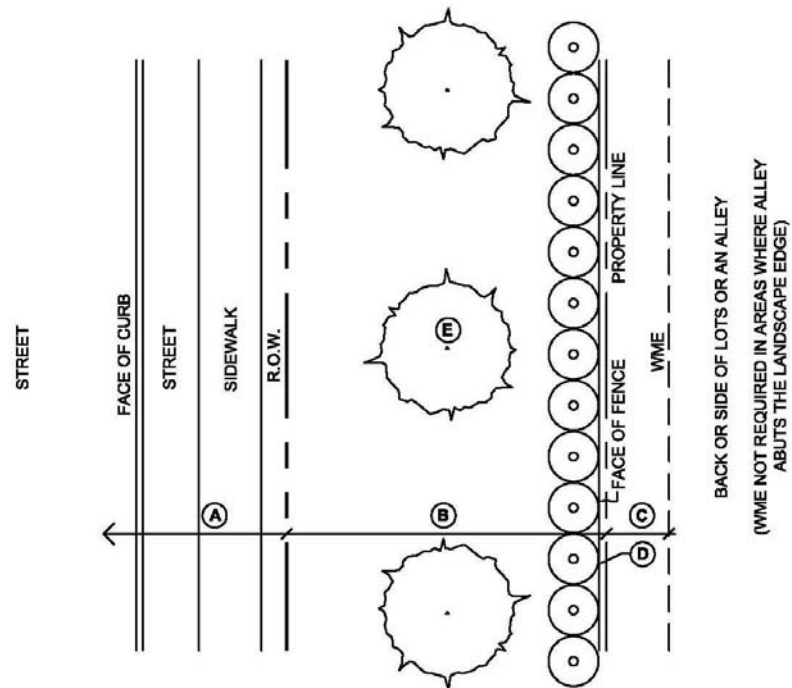 STREET
FACE OF CURB
STREET
SIDEWALK
R.O.W.
E
FACE OF FENCE
PROPERTY LINE
WME
BACK OR SIDE OF LOTS OR AN ALLEY
(WME NOT REQUIRED IN AREAS WHERE ALLEY
ABUTS THE LANDSCAPE EDGE)
A
B
C
D